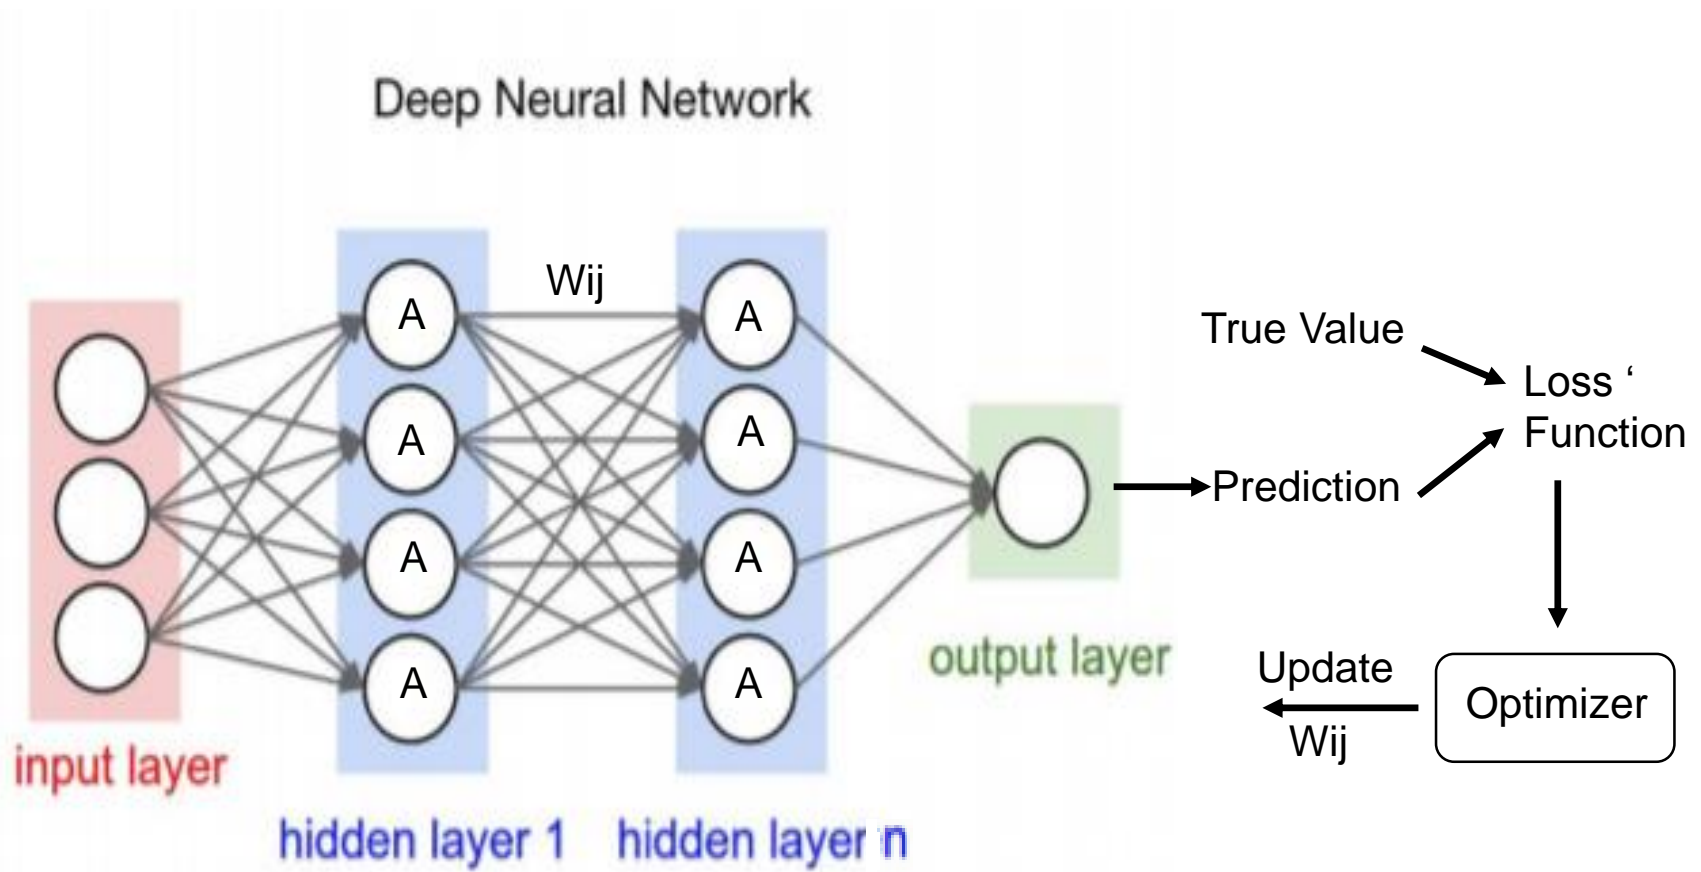 Deep Neural Network
Wij
A
A
A
A
A
A
A
A
input layer
hidden layer 1
hidden layer n
output layer
True Value
Prediction
Loss ‘
Function
Optimizer
Update
Wij